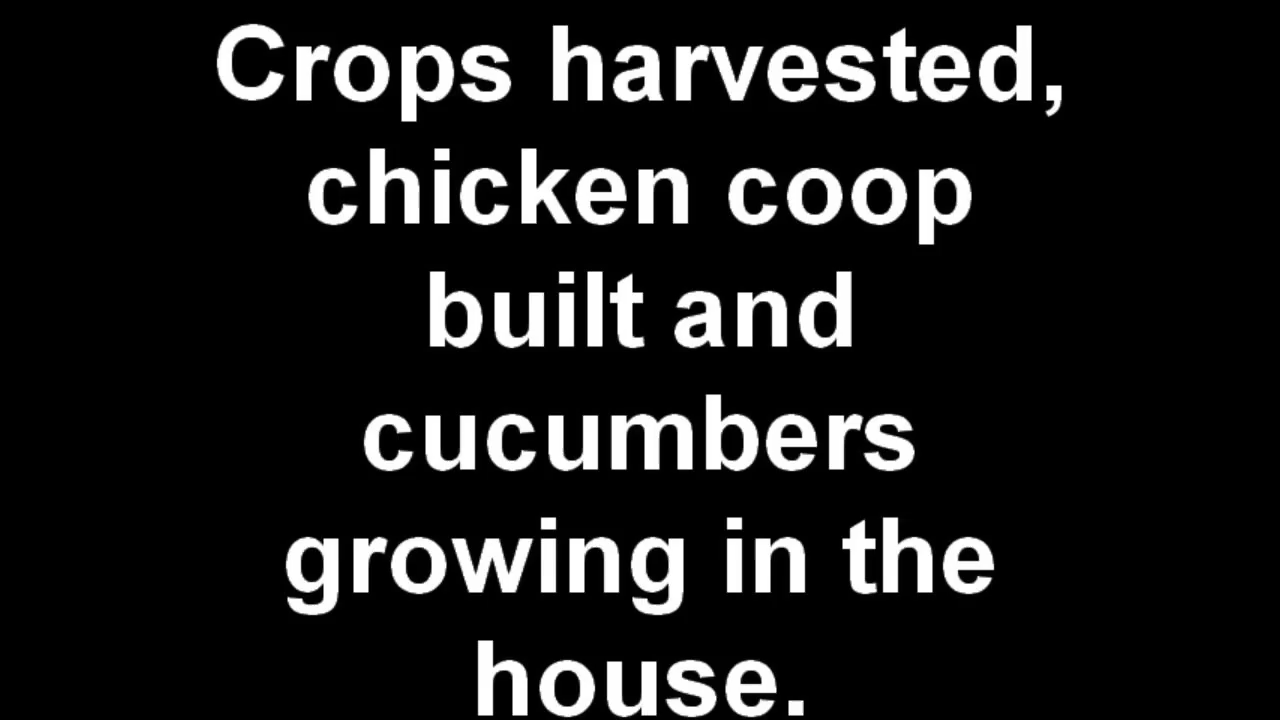 Crops harvested,
chicken coop
built and
cucumbers
growing in the
house.